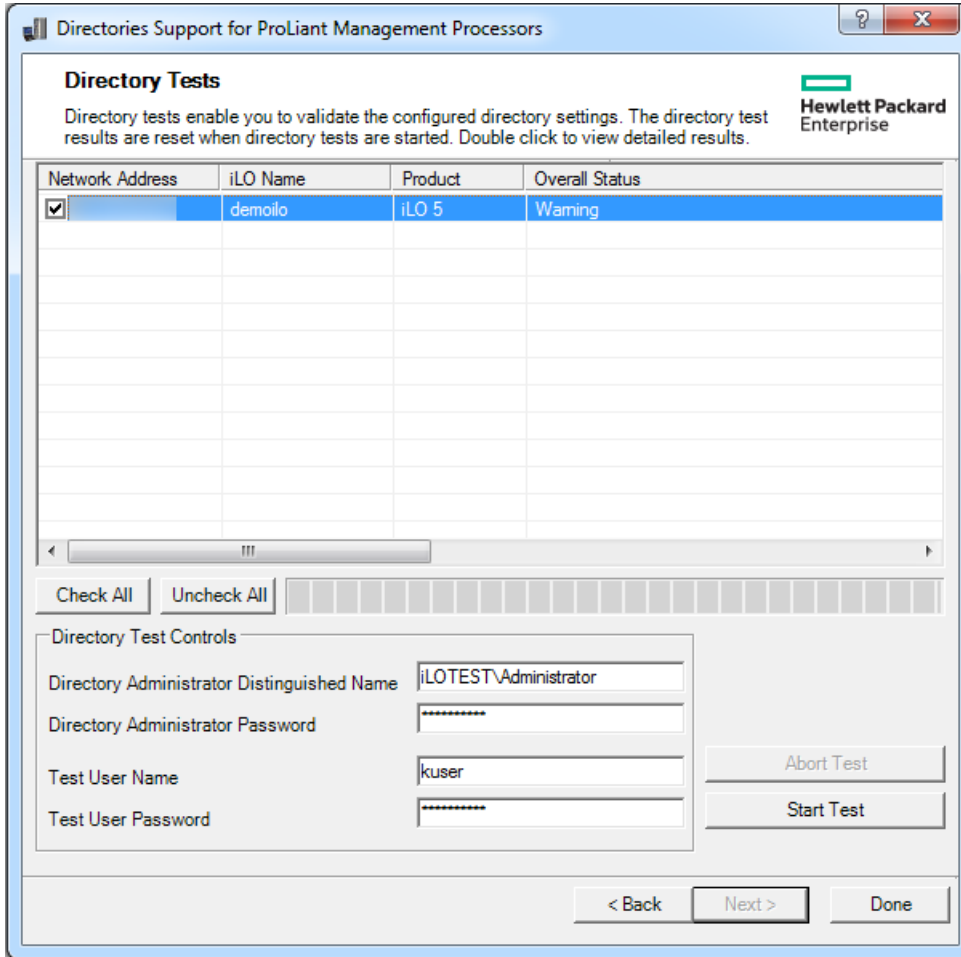 Directories Support for ProLiant Management Processors
?
X
Directory Tests
Directory tests enable you to validate the configured directory settings. The directory test
results are reset when directory tests are started. Double click to view detailed results.
Hewlett Packard
Enterprise
Network Address iLO Name Product Overall Status
demoilo iLO 5 Warning
Check All Uncheck All
Directory Test Controls
Directory Administrator Distinguished Name iLOTEST\Administrator
Directory Administrator Password **********
Test User Name kuser
Test User Password **********
Abort Test
Start Test
< Back Next > Done